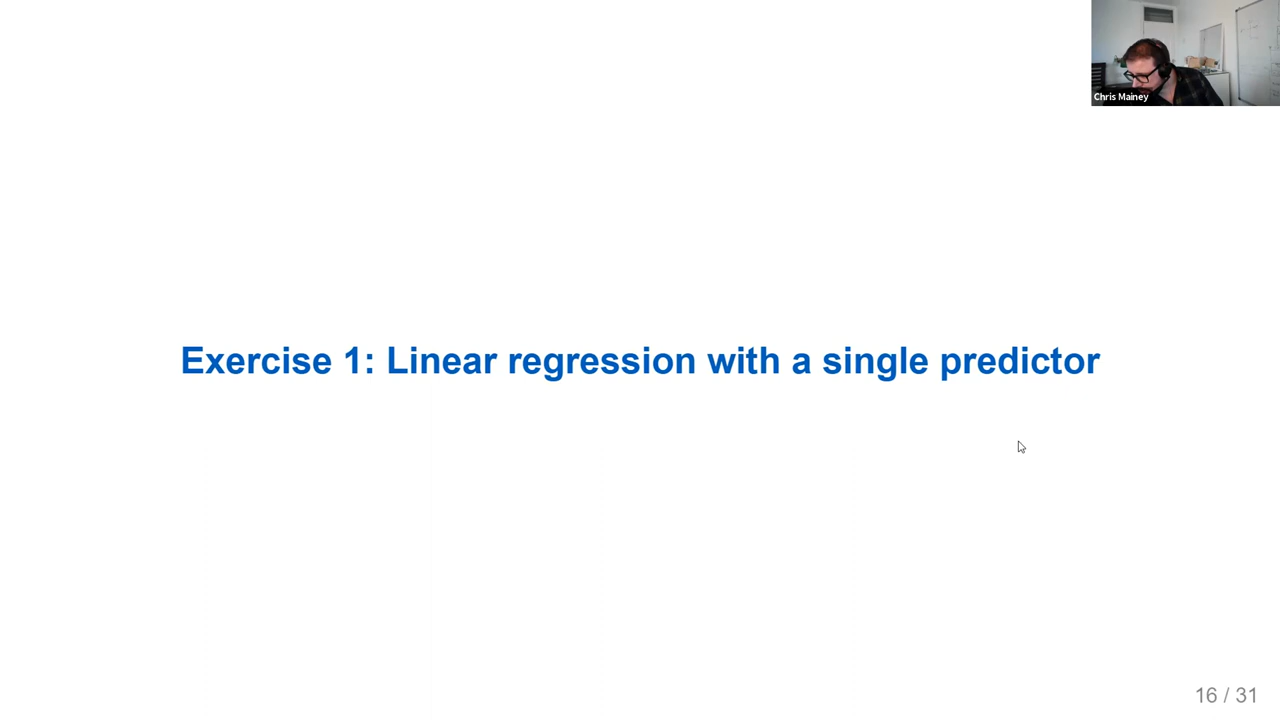 Chris Mainey
Exercise 1: Linear regression with a single predictor
16 / 31